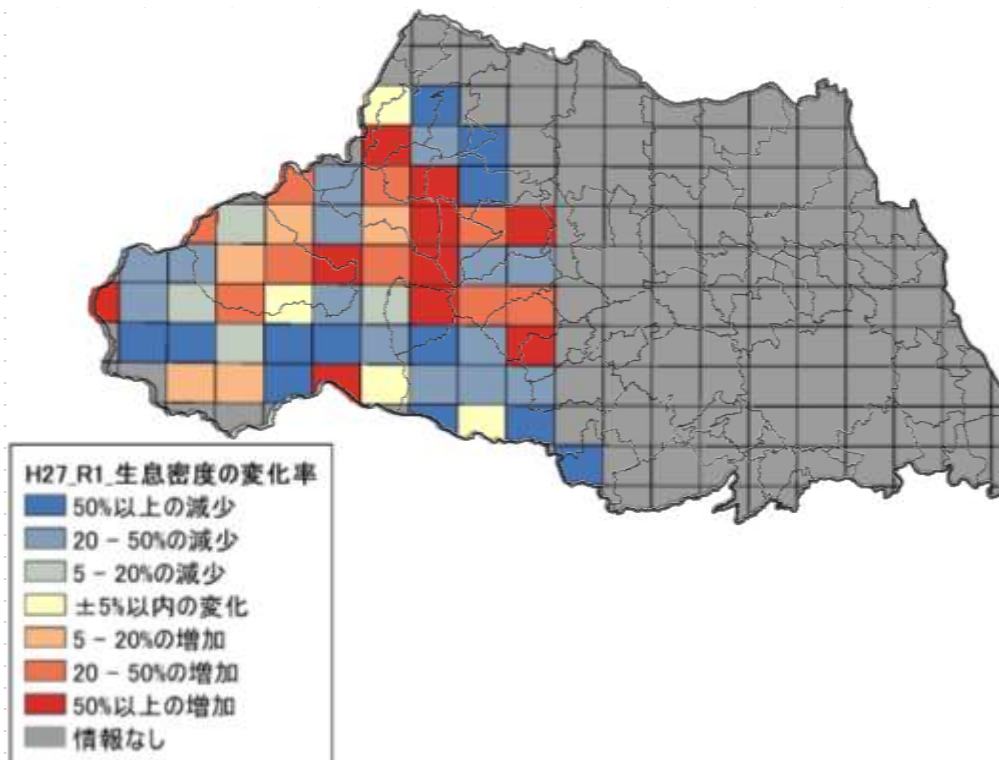 H27_R1_生息密度の変化率
50%以上の減少
20 - 50%の減少
5 - 20%の減少
±5%以内の変化
5 - 20%の増加
20 - 50%の増加
50%以上の増加
情報なし